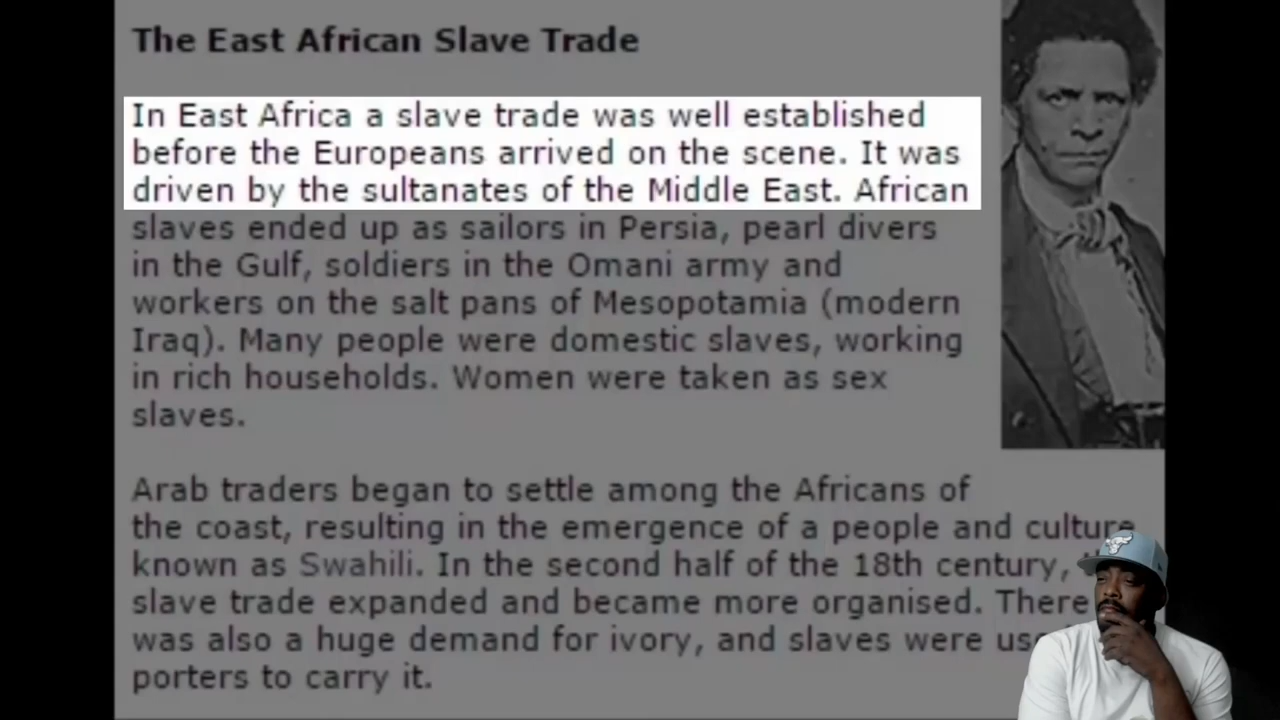 The East African Slave Trade
In East Africa a slave trade was well established
before the Europeans arrived on the scene. It was
driven by the sultanates of the Middle East. African
slaves ended up as sailors in Persia, pearl divers
in the Gulf, soldiers in the Omani army and
workers on the salt pans of Mesopotamia (modern
Iraq). Many people were domestic slaves, working
in rich households. Women were taken as sex
slaves.
Arab traders began to settle among the Africans of
the coast, resulting in the emergence of a people and culture
known as Swahili. In the second half of the 18th century,
slave trade expanded and became more organised. There
was also a huge demand for ivory, and slaves were
porters to carry it.